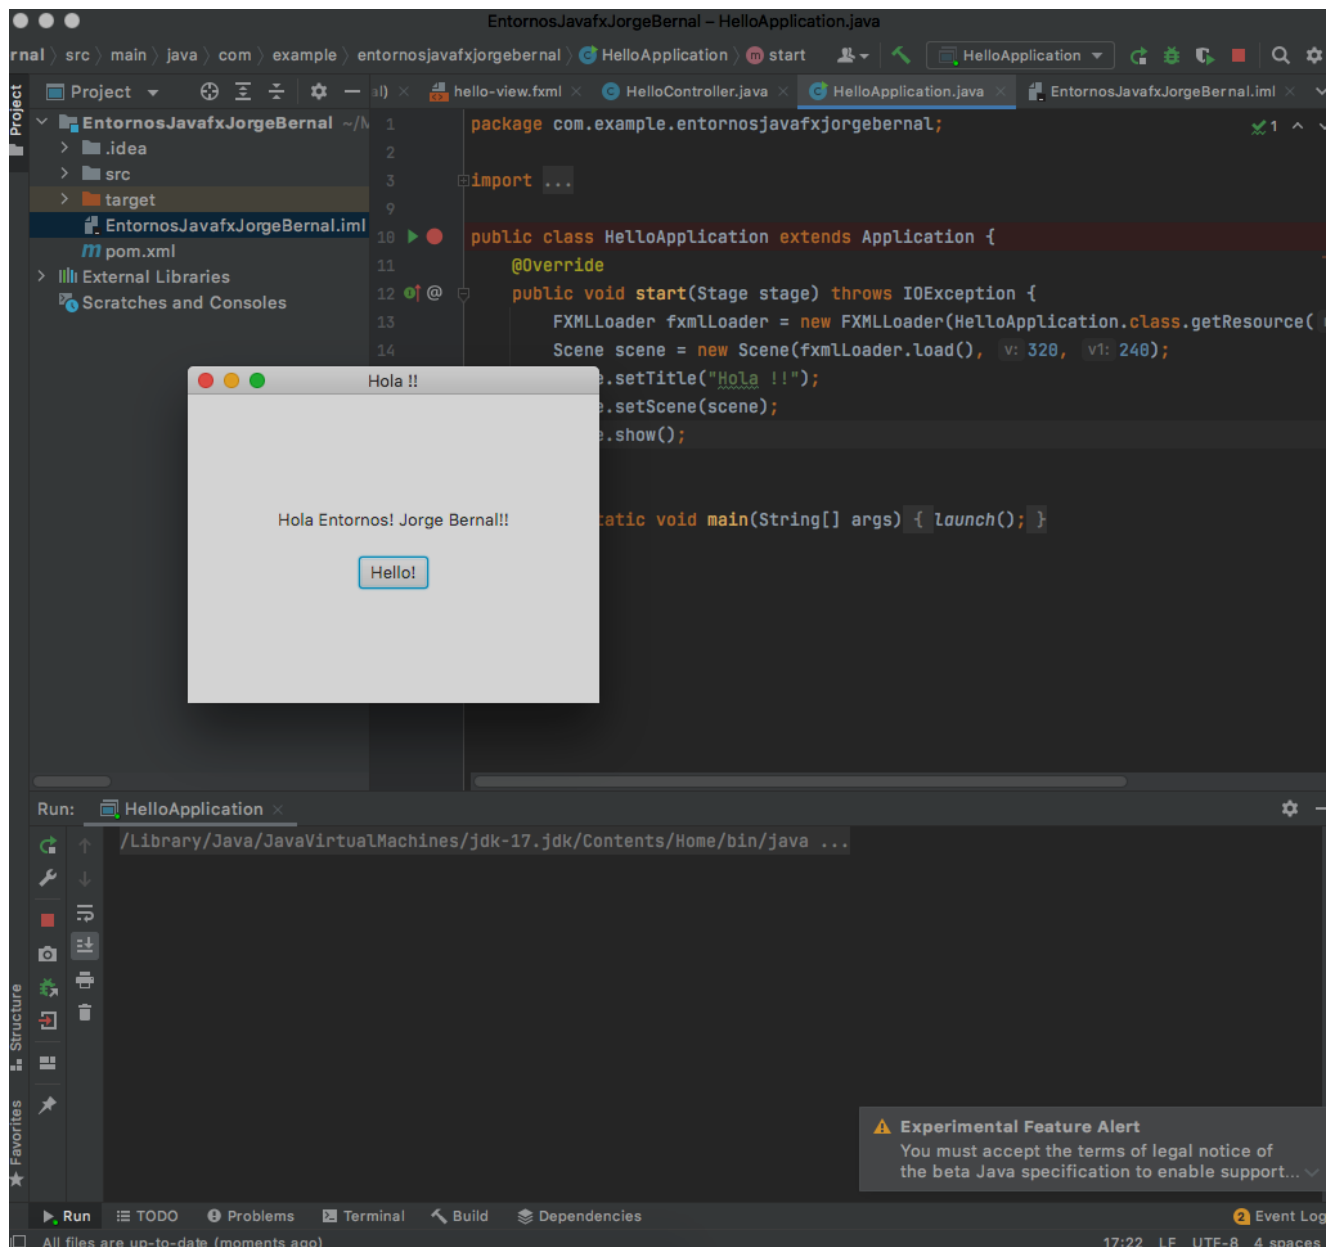 EntornosJavafxJorgeBernal – HelloApplication.java
rnal src main java com example entornosjavafxjorgebernal HelloApplication start HelloApplication
Project
Project
al) hello-view.fxml HelloController.java HelloApplication.java EntornosJavafxJorgeBernal.iml
EntornosJavafxJorgeBernal
.idea
src
target
EntornosJavafxJorgeBernal.iml
pom.xml
External Libraries
Scratches and Consoles
1 package com.example.entornosjavafxjorgebernal;
1
2
3 import ...
9
10 public class HelloApplication extends Application {
11 @Override
12 @ public void start(Stage stage) throws IOException {
13 FXMLLoader fxmlLoader = new FXMLLoader(HelloApplication.class.getResource(
14 Scene scene = new Scene(fxmlLoader.load(), v: 320, v1: 240);
.setTitle("Hola !!");
.setScene(scene);
.show();
tatic void main(String[] args) { launch(); }
Hola !!
Hola Entornos! Jorge Bernal!!
Hello!
Run: HelloApplication
/Library/Java/JavaVirtualMachines/jdk-17.jdk/Contents/Home/bin/java ...
Structure
Favorites
Experimental Feature Alert
You must accept the terms of legal notice of
the beta Java specification to enable support...
Run TODO Problems Terminal Build Dependencies 2 Event Log
All files are up-to-date (moments ago) 17:22 LF UTF-8 4 spaces